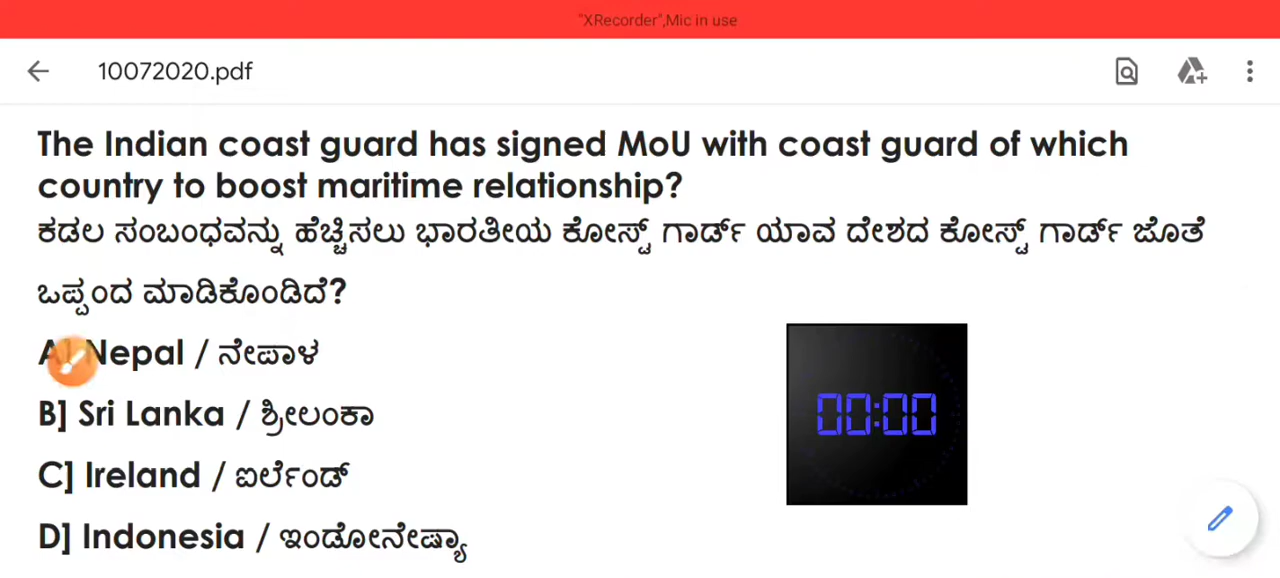 "XRecorder",Mic in use
10072020.pdf
The Indian coast guard has signed MoU with coast guard of which
country to boost maritime relationship?
ಕಡಲ ಸಂಬಂಧವನ್ನು ಹೆಚ್ಚಿಸಲು ಭಾರತೀಯ ಕೋಸ್ಟ್ ಗಾರ್ಡ್ ಯಾವ ದೇಶದ ಕೋಸ್ಟ್ ಗಾರ್ಡ್ ಜೊತೆ
ಒಪ್ಪಂದ ಮಾಡಿಕೊಂಡಿದೆ?
A] Nepal / ನೇಪಾಳ
B] Sri Lanka / ಶ್ರೀಲಂಕಾ
C] Ireland / ಐರ್ಲೆಂಡ್
D] Indonesia / ಇಂಡೋನೇಷ್ಯಾ
00:00